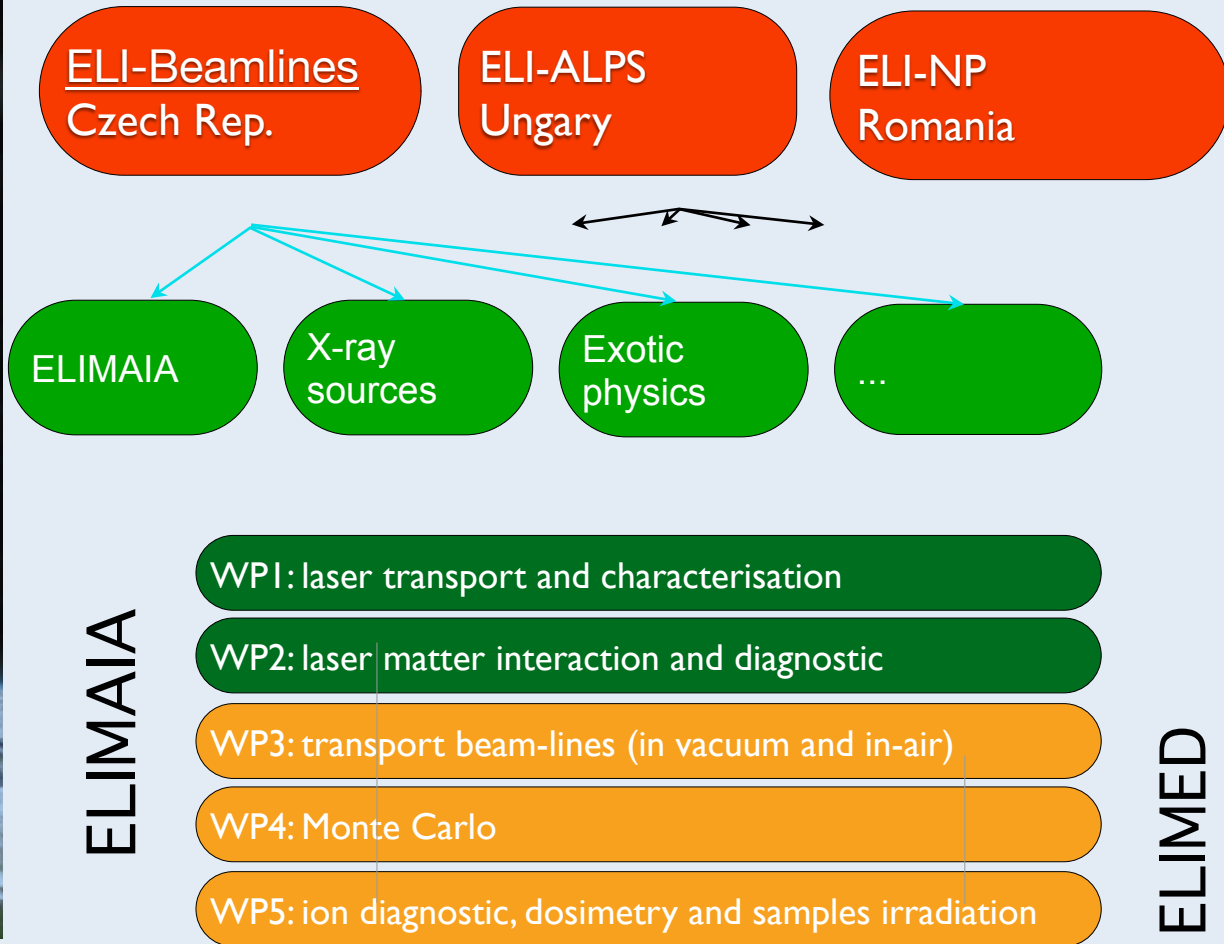 ELI-Beamlines
Czech Rep.
ELI-ALPS
Ungary
ELI-NP
Romania
ELIMAIA
X-ray
sources
Exotic
physics
...
ELIMAIA
WP1: laser transport and characterisation
WP2: laser matter interaction and diagnostic
WP3: transport beam-lines (in vacuum and in-air)
WP4: Monte Carlo
WP5: ion diagnostic, dosimetry and samples irradiation
ELIMED